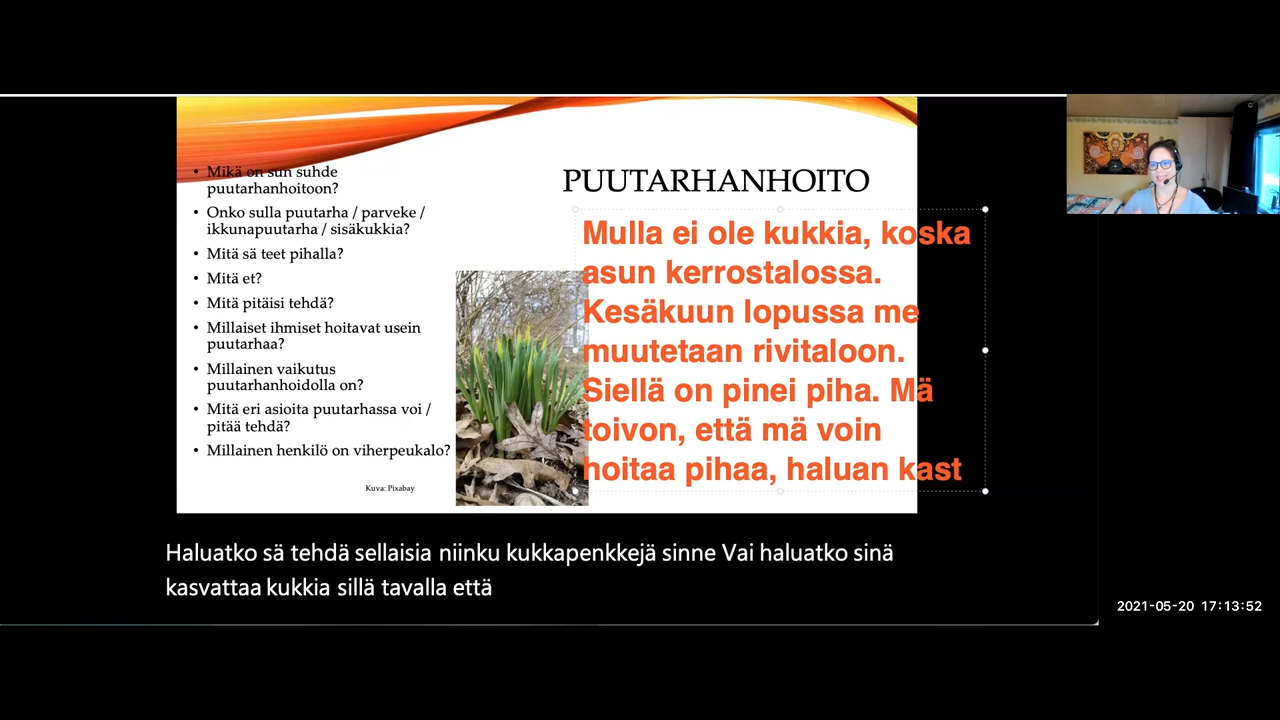 Mikä on sun suhde
puutarhanhoitoon?
Onko sulla puutarha / parveke /
ikkunapuutarha / sisäkukkia?
Mitä sä teet pihalla?
Mitä et?
Mitä pitäisi tehdä?
Millaiset ihmiset hoitavat usein
puutarhaa?
Millainen vaikutus
puutarhanhoidolla on?
Mitä eri asioita puutarhassa voi /
pitää tehdä?
Millainen henkilö on viherpeukalo?
Kuva: Pixabay
PUUTARHANHOITO
Mulla ei ole kukkia, koska
asun kerrostalossa.
Kesäkuun lopussa me
muutetaan rivitaloon.
Siellä on pinei piha. Mä
toivon, että mä voin
hoitaa pihaa, haluan kast
Haluatko sä tehdä sellaisia niinku kukkapenkkejä sinne Vai haluatko sinä
kasvattaa kukkia sillä tavalla että
2021-05-20 17:13:52